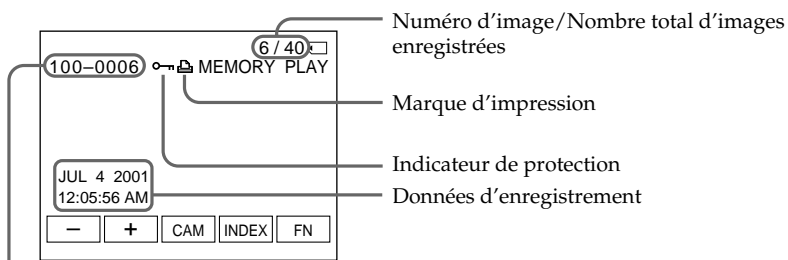 Numéro d'image/Nombre total d'images
enregistrées
6 / 40
100–0006 MEMORY PLAY
Marque d'impression
Indicateur de protection
JUL 4 2001
Données d'enregistrement
12:05:56 AM
– + CAM INDEX FN